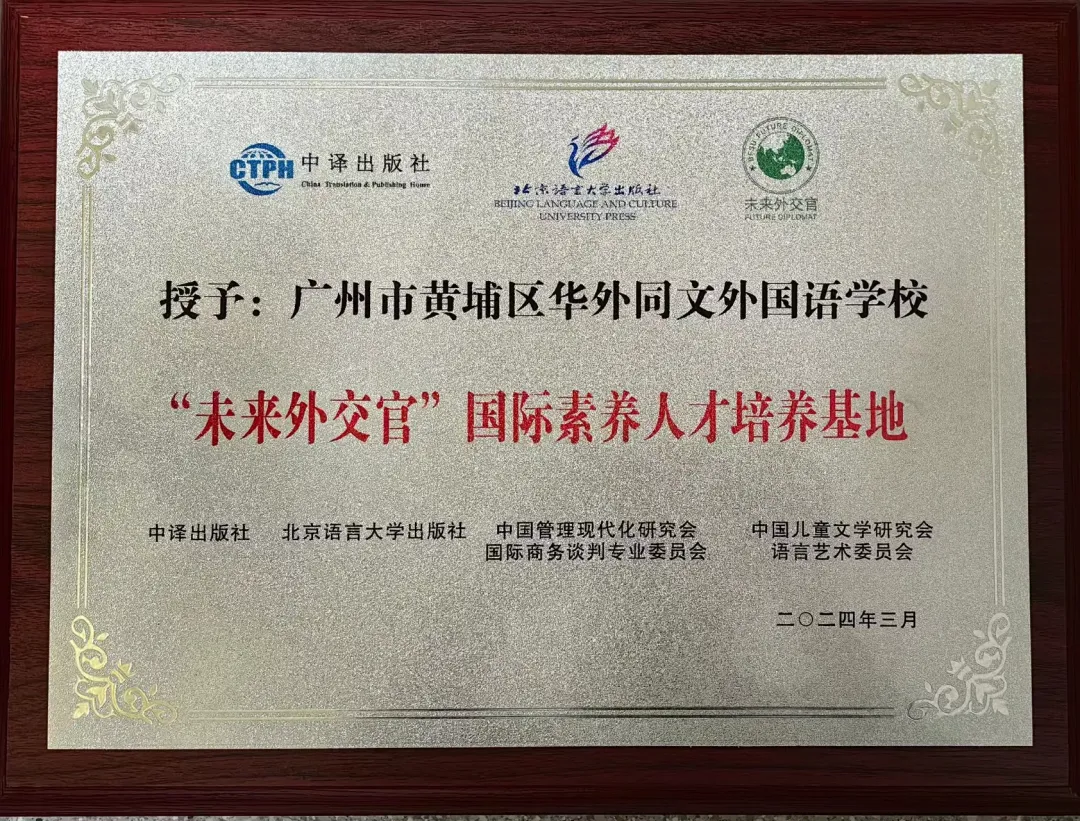 CTPH
中译出版社
China Translation & Publishing House
北京语言大学出版社
BEIJING LANGUAGE AND CULTURE
UNIVERSITY PRESS
FUTURE DIPLOMAT
未来外交官
FUTURE DIPLOMAT
授予：广州市黄埔区华外同文外国语学校
“未来外交官”国际素养人才培养基地
中译出版社 北京语言大学出版社 中国管理现代化研究会 中国儿童文学研究会
国际商务谈判专业委员会 语言艺术委员会
二〇二四年三月